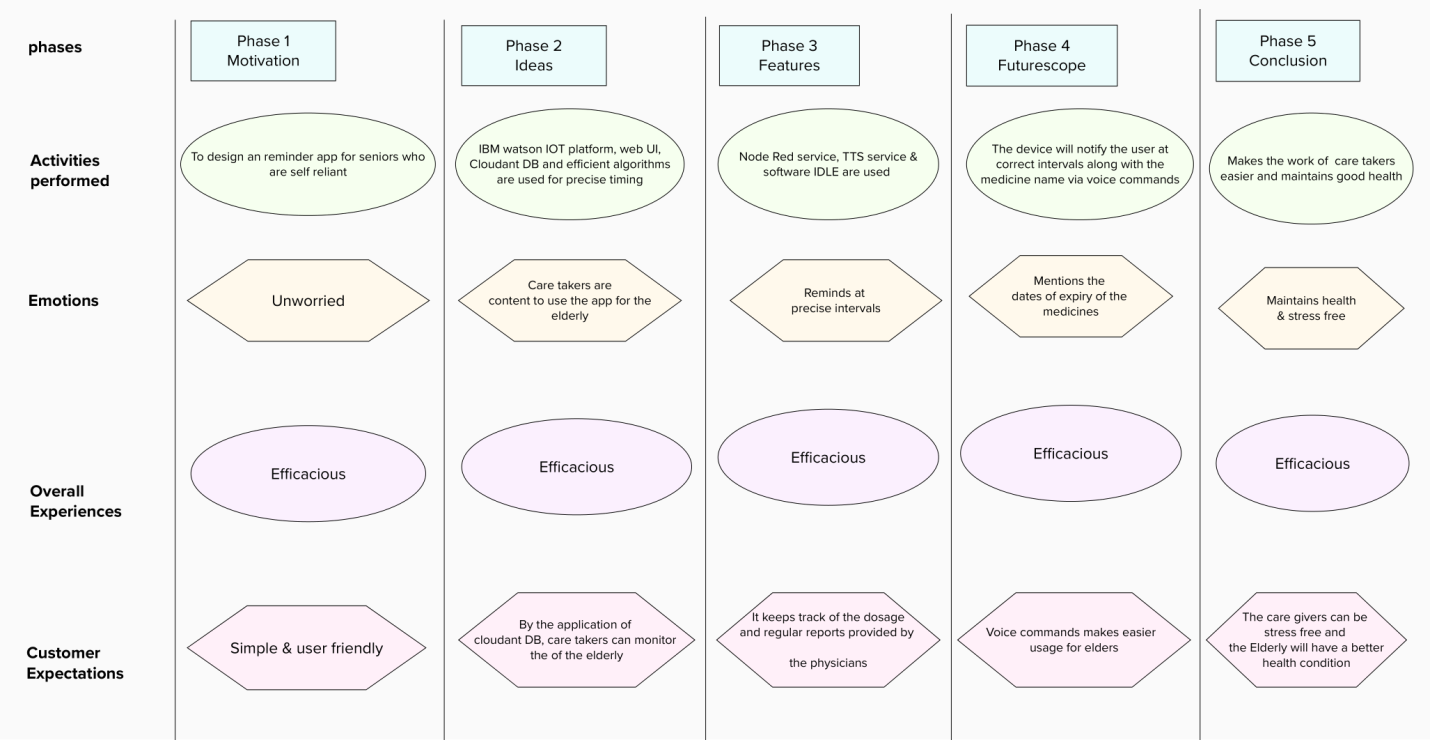 phases
Phase 1
Motivation
Phase 2
Ideas
Phase 3
Features
Phase 4
Futurescope
Phase 5
Conclusion
Activities
performed
To design an reminder app for seniors who
are self reliant
IBM watson IOT platform, web UI,
Cloudant DB and efficient algorithms
are used for precise timing
Node Red service, TTS service &
software IDLE are used
The device will notify the user at
correct intervals along with the
medicine name via voice commands
Makes the work of care takers
easier and maintains good health
Emotions
Unworried
Care takers are
content to use the app for the
elderly
Reminds at
precise intervals
Mentions the
dates of expiry of the
medicines
Maintains health
& stress free
Overall
Experiences
Efficacious
Efficacious
Efficacious
Efficacious
Efficacious
Customer
Expectations
Simple & user friendly
By the application of
cloudant DB, care takers can monitor
the of the elderly
It keeps track of the dosage
and regular reports provided by
the physicians
Voice commands makes easier
usage for elders
The care givers can be
stress free and
the Elderly will have a better
health condition